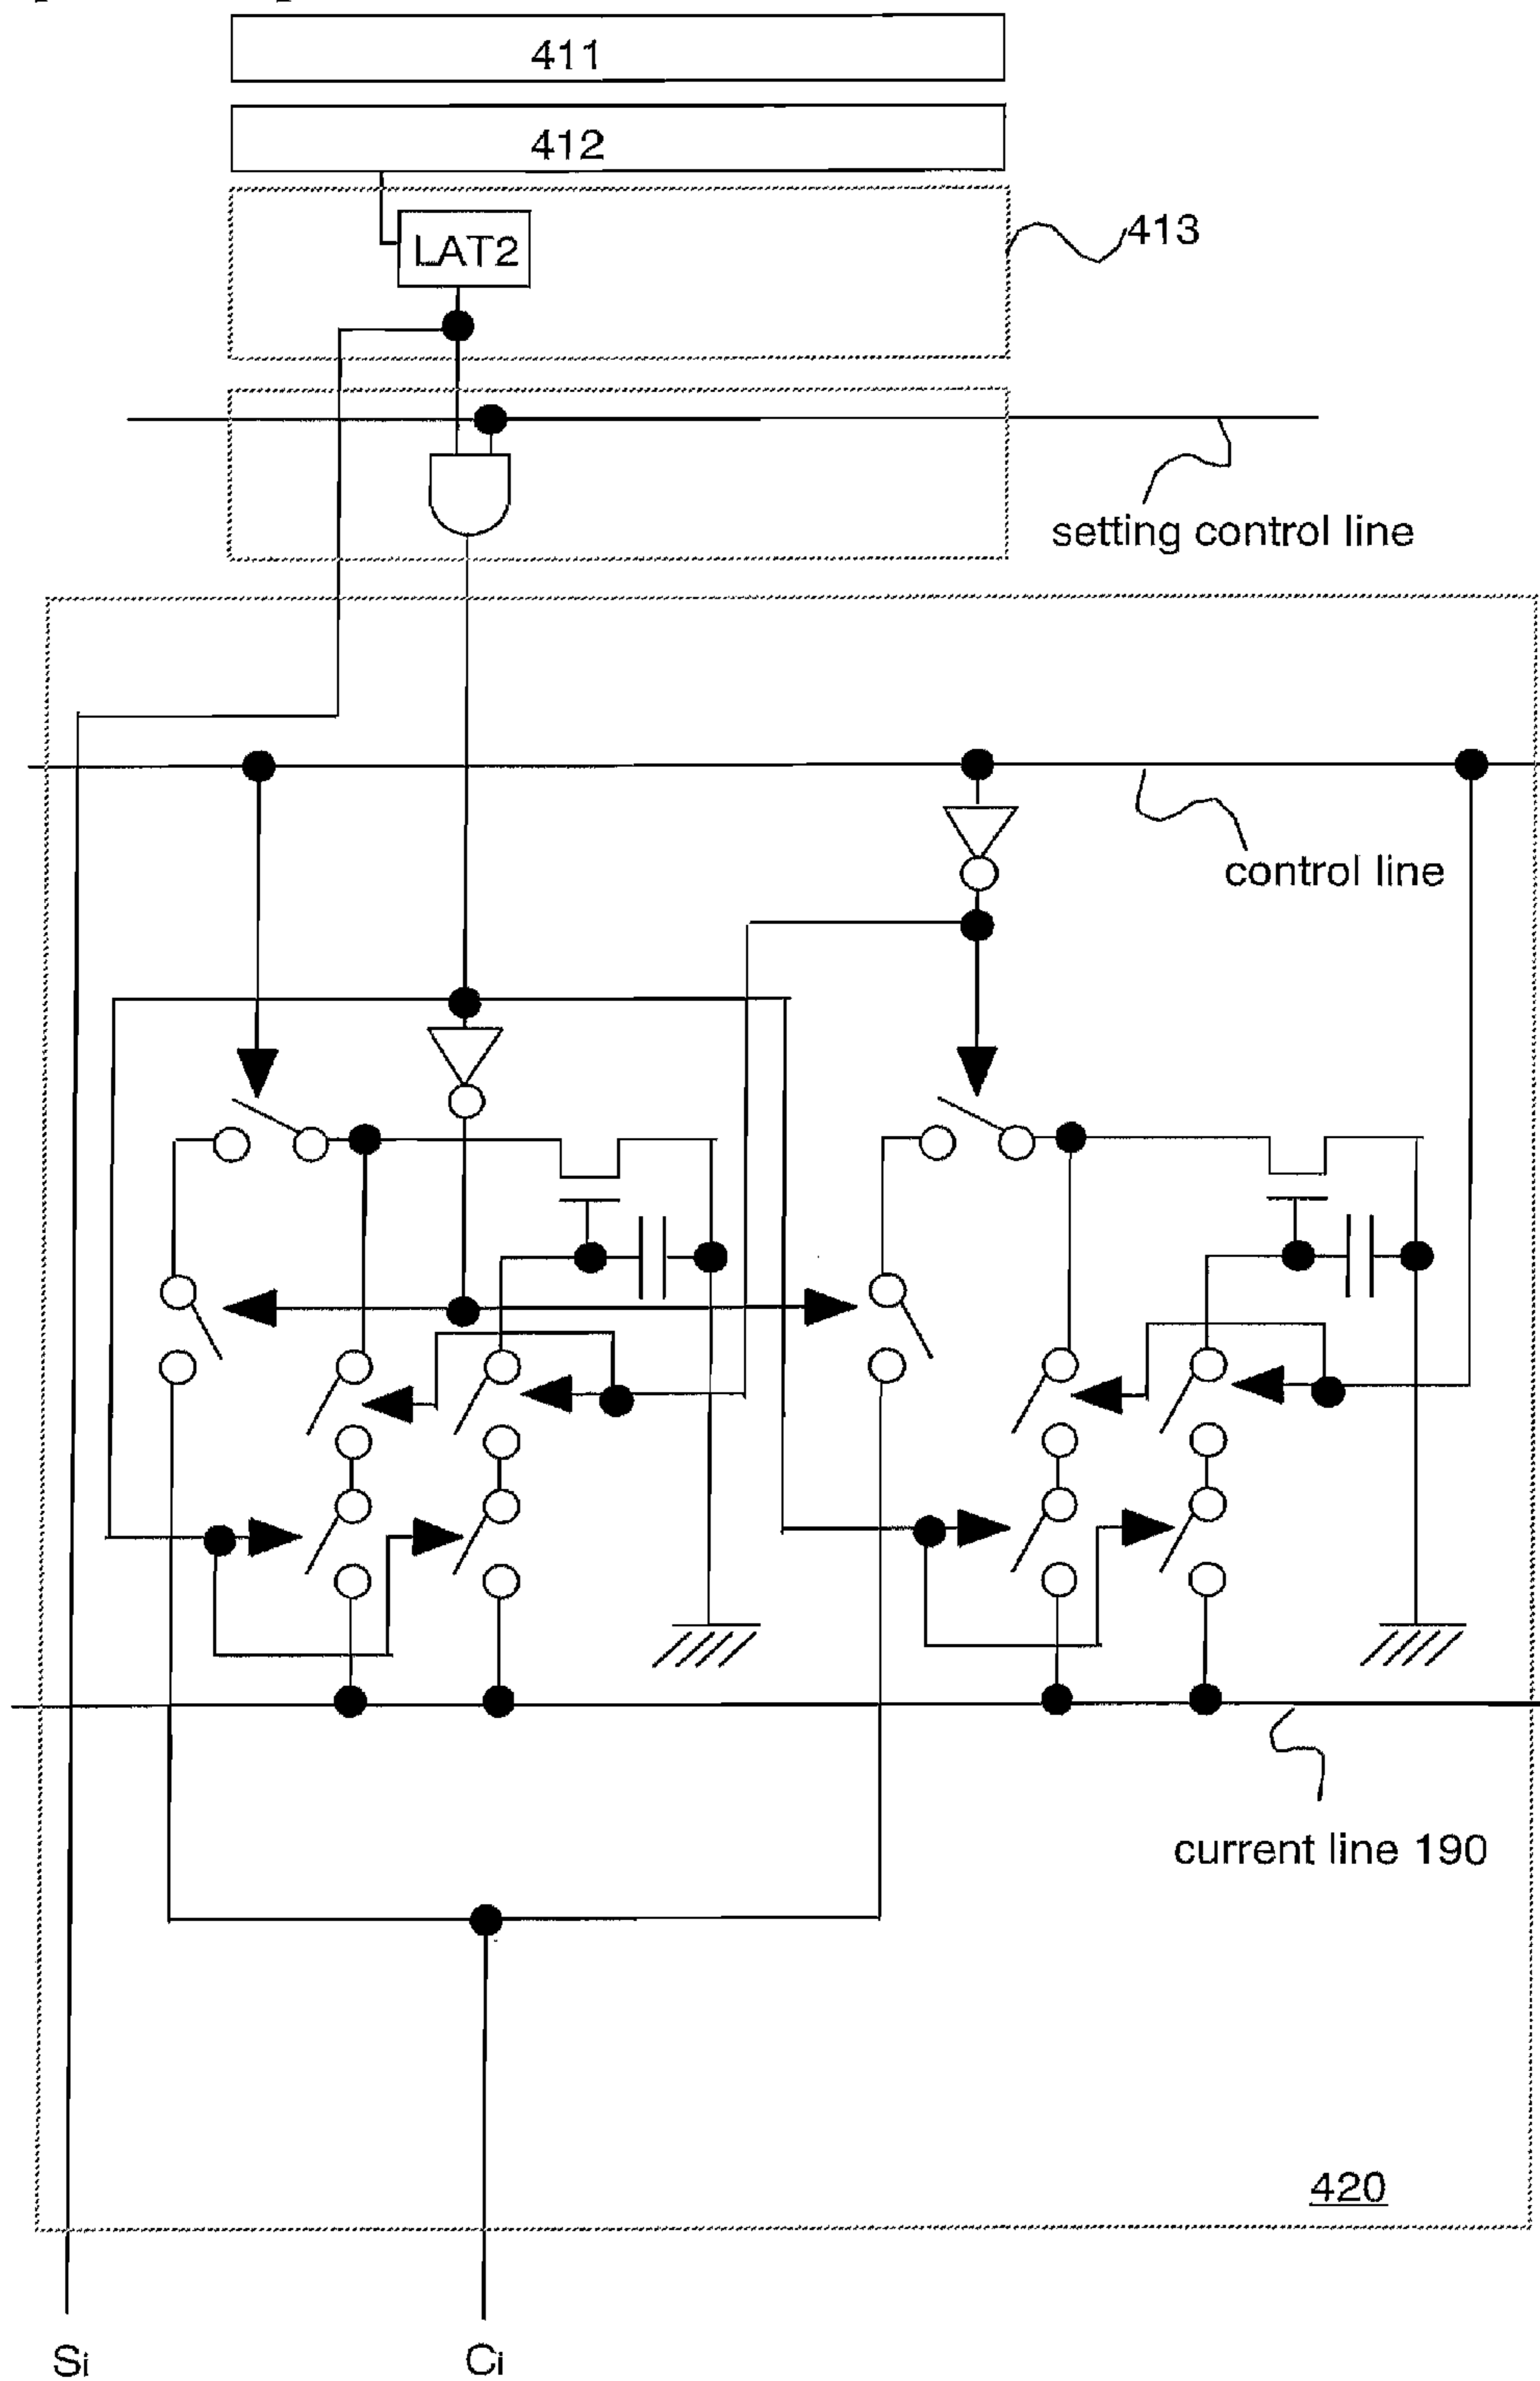 411
412
LAT2
413
setting control line
control line
current line 190
420
Si
Ci